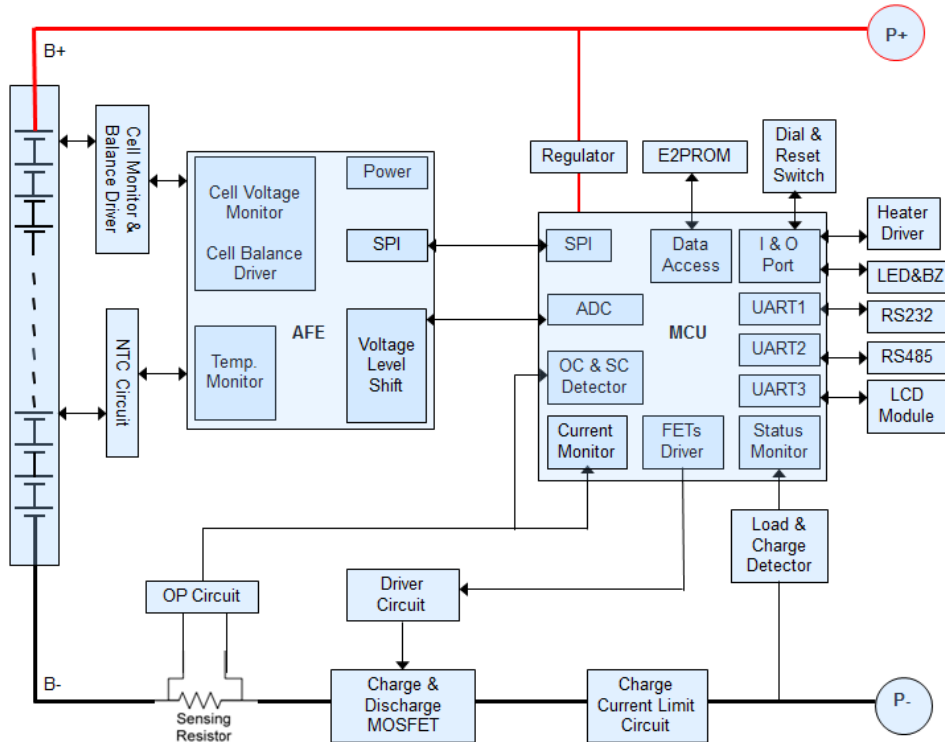 B+
P+
Cell Monitor &
Balance Driver
Regulator
E2PROM
Dial &
Reset
Switch
Power
Cell Voltage
Monitor
Cell Balance
Driver
SPI
SPI
Data
Access
I & O
Port
Heater
Driver
LED&BZ
AFE
ADC
MCU
UART1
RS232
NTC Circuit
Temp.
Monitor
Voltage
Level
Shift
OC & SC
Detector
UART2
RS485
UART3
LCD
Module
Current
Monitor
FETs
Driver
Status
Monitor
Load &
Charge
Detector
OP Circuit
Driver
Circuit
B-
Sensing
Resistor
Charge &
Discharge
MOSFET
Charge
Current Limit
Circuit
P-